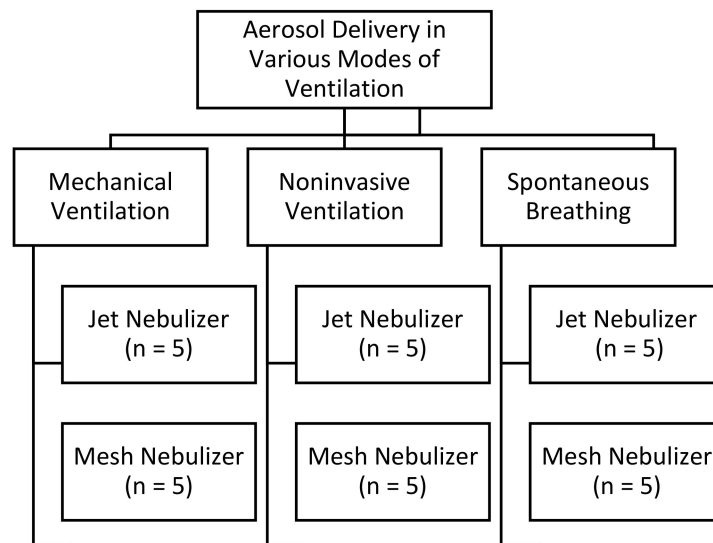 Aerosol Delivery in
Various Modes of
Ventilation
Mechanical
Ventilation
Noninvasive
Ventilation
Spontaneous
Breathing
Jet Nebulizer
(n = 5)
Jet Nebulizer
(n = 5)
Jet Nebulizer
(n = 5)
Mesh Nebulizer
(n = 5)
Mesh Nebulizer
(n = 5)
Mesh Nebulizer
(n = 5)